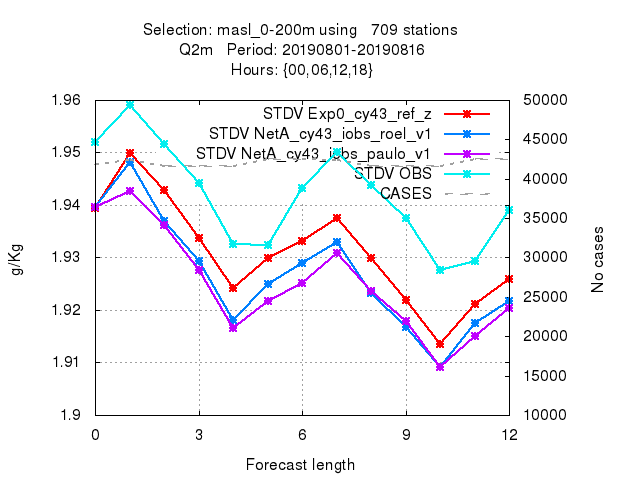 Selection: masl_0-200m using 709 stations
Q2m Period: 20190801-20190816
Hours: {00,06,12,18}
STDV Exp0_cy43_ref_z
STDV NetA_cy43_iobs_roel_v1
STDV NetA_cy43_iobs_paulo_v1
STDV OBS
CASES
g/Kg
1.96
1.95
1.94
1.93
1.92
1.91
1.9
50000
45000
40000
35000
30000
25000
20000
15000
10000
No cases
0 3 6 9 12
Forecast length